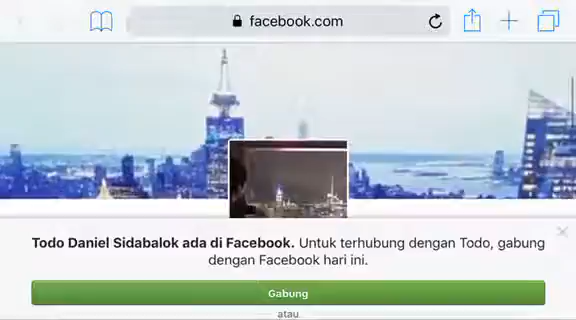 facebook.com
Todo Daniel Sidabalok ada di Facebook. Untuk terhubung dengan Todo, gabung
dengan Facebook hari ini.
Gabung
atau